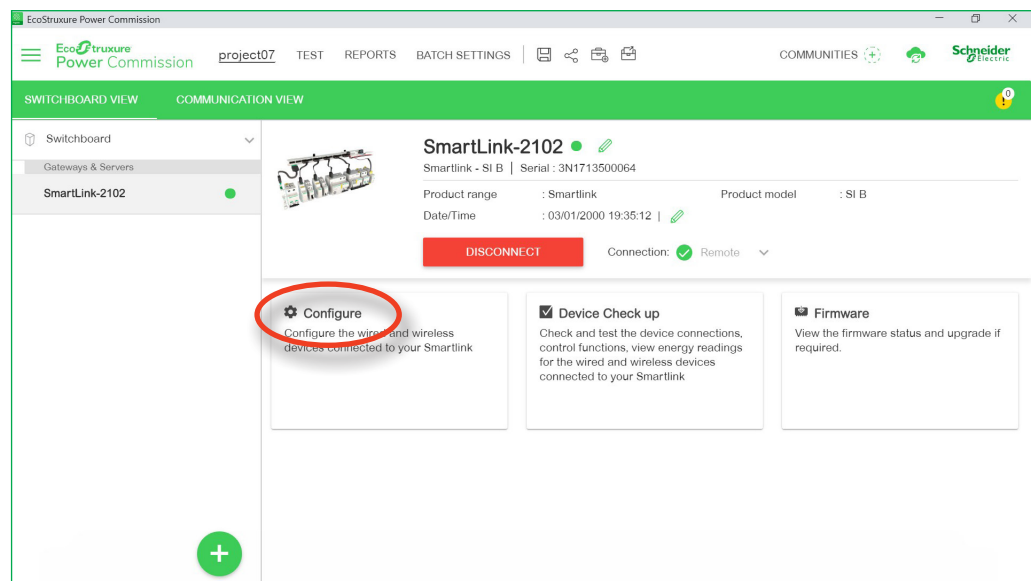 EcoStruxure Power Commission
EcoStruxure
Power Commission
project07 TEST REPORTS BATCH SETTINGS COMMUNITIES
Schneider
Electric
SWITCHBOARD VIEW COMMUNICATION VIEW 0
Switchboard
Gateways & Servers
SmartLink-2102
SmartLink-2102
Smartlink - SI B | Serial : 3N1713500064
Product range : Smartlink Product model : SI B
Date/Time : 03/01/2000 19:35:12 |
DISCONNECT Connection: Remote
Configure
Configure the wired and wireless
devices connected to your Smartlink
Device Check up
Check and test the device connections,
control functions, view energy readings
for the wired and wireless devices
connected to your Smartlink
Firmware
View the firmware status and upgrade if
required.